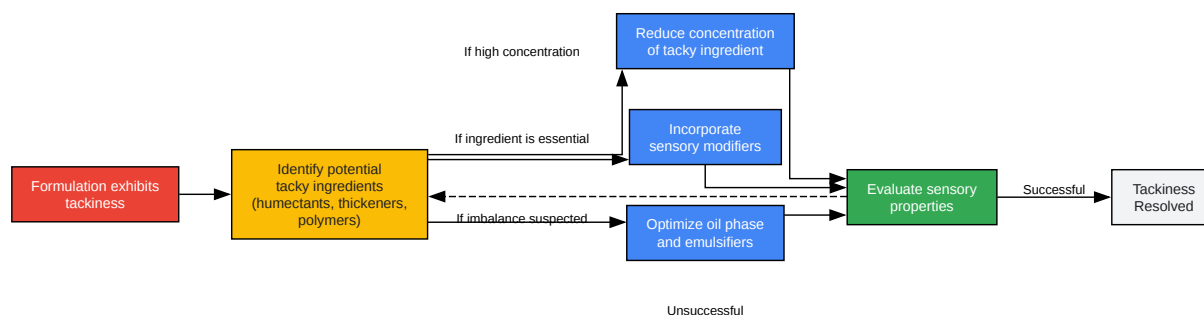 Formulation exhibits
tackiness
Identify potential
tacky ingredients
(humectants, thickeners,
polymers)
If high concentration
If ingredient is essential
If imbalance suspected
Reduce concentration
of tacky ingredient
Incorporate
sensory modifiers
Optimize oil phase
and emulsifiers
Evaluate sensory
properties
Successful
Tackiness
Resolved
Unsuccessful